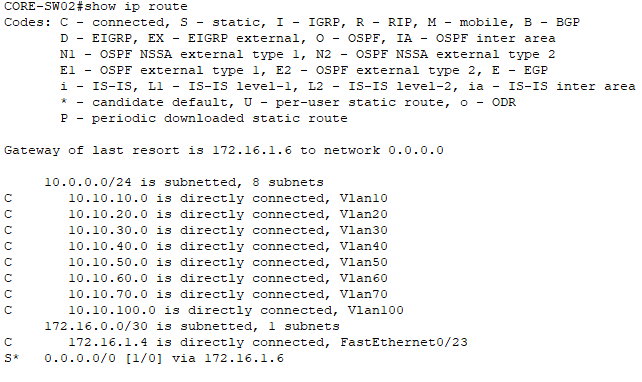 CORE-SW02#show ip route
Codes: C - connected, S - static, I - IGRP, R - RIP, M - mobile, B - BGP
       D - EIGRP, EX - EIGRP external, O - OSPF, IA - OSPF inter area
       N1 - OSPF NSSA external type 1, N2 - OSPF NSSA external type 2
       E1 - OSPF external type 1, E2 - OSPF external type 2, E - EGP
       i - IS-IS, L1 - IS-IS level-1, L2 - IS-IS level-2, ia - IS-IS inter area
       * - candidate default, U - per-user static route, o - ODR
       P - periodic downloaded static route

Gateway of last resort is 172.16.1.6 to network 0.0.0.0

     10.0.0.0/24 is subnetted, 8 subnets
C       10.10.10.0 is directly connected, Vlan10
C       10.10.20.0 is directly connected, Vlan20
C       10.10.30.0 is directly connected, Vlan30
C       10.10.40.0 is directly connected, Vlan40
C       10.10.50.0 is directly connected, Vlan50
C       10.10.60.0 is directly connected, Vlan60
C       10.10.70.0 is directly connected, Vlan70
C       10.10.100.0 is directly connected, Vlan100
     172.16.0.0/30 is subnetted, 1 subnets
C       172.16.1.4 is directly connected, FastEthernet0/23
S*   0.0.0.0/0 [1/0] via 172.16.1.6